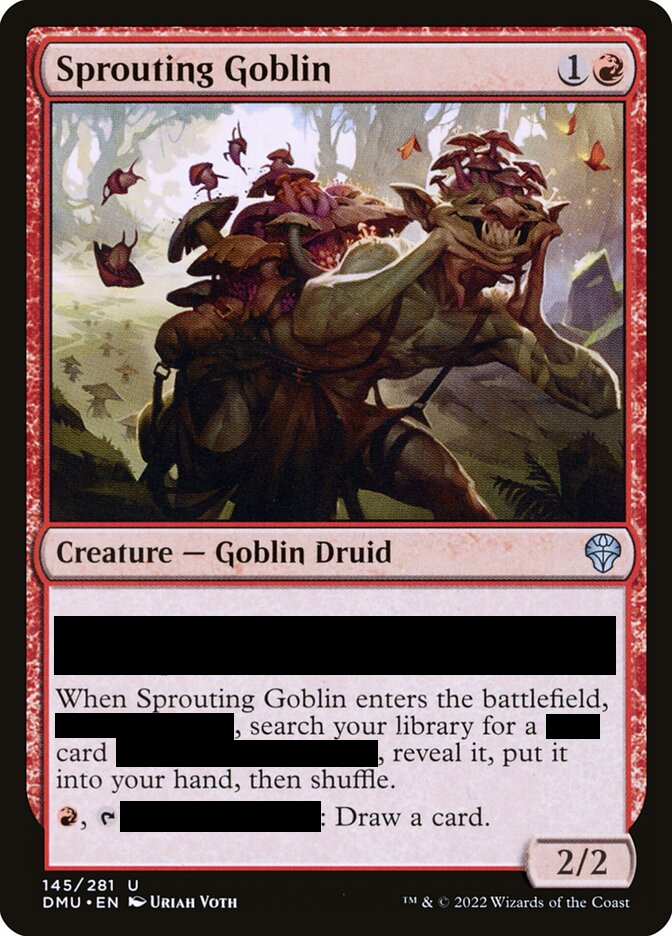 Sprouting Goblin 1
Creature — Goblin Druid
When Sprouting Goblin enters the battlefield,
, search your library for a
card , reveal it, put it
into your hand, then shuffle.
, : Draw a card.
2/2
145/281 U
DMU • EN Uriah Voth
™ & © 2022 Wizards of the Coast